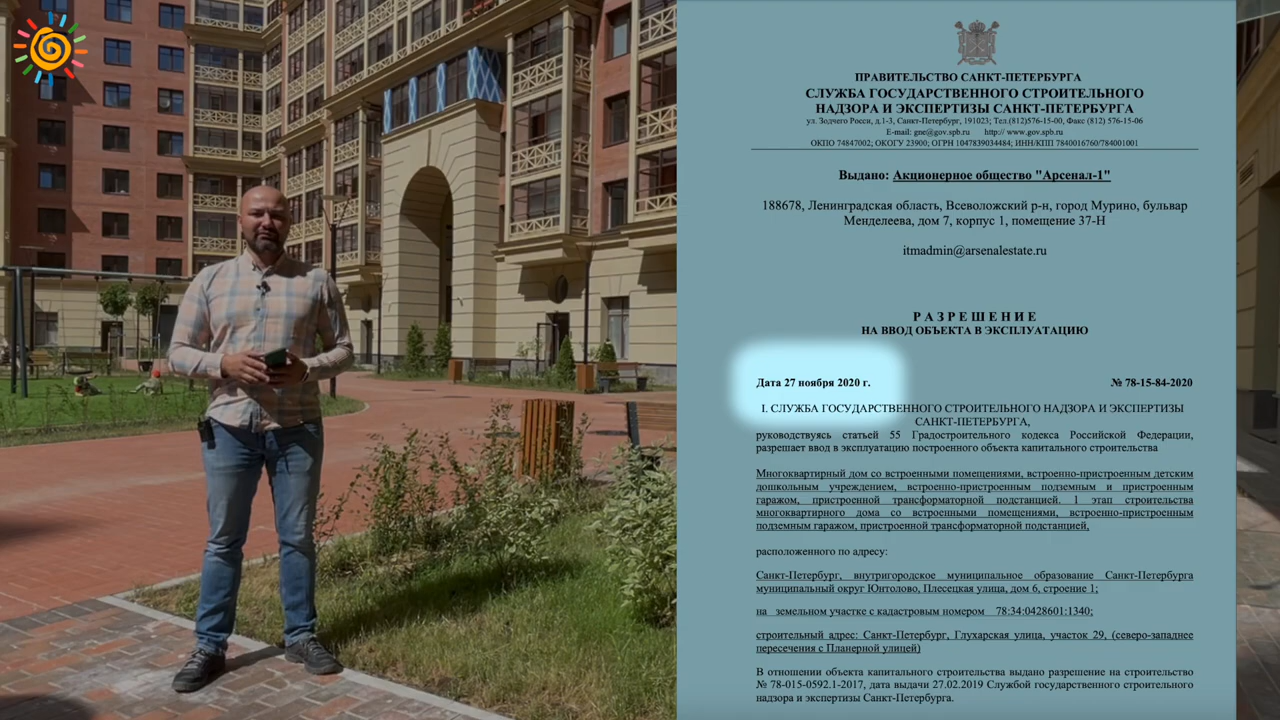 ПРАВИТЕЛЬСТВО САНКТ-ПЕТЕРБУРГА
СЛУЖБА ГОСУДАРСТВЕННОГО СТРОИТЕЛЬНОГО
НАДЗОРА И ЭКСПЕРТИЗЫ САНКТ-ПЕТЕРБУРГА
ул. Зодчего Росси, д.1-3, Санкт-Петербург, 191023; Тел.(812)576-15-00, Факс (812) 576-15-06
E-mail: gne@gov.spb.ru http:// www.gov.spb.ru
ОКПО 74847002; ОКОГУ 23900; ОГРН 1047839034484; ИНН/КПП 7840016760/784001001
Выдано: Акционерное общество "Арсенал-1"
188678, Ленинградская область, Всеволожский р-н, город Мурино, бульвар
Менделеева, дом 7, корпус 1, помещение 37-Н
itmadmin@arsenalestate.ru
Р А З Р Е Ш Е Н И Е
НА ВВОД ОБЪЕКТА В ЭКСПЛУАТАЦИЮ
Дата 27 ноября 2020 г. № 78-15-84-2020
I. СЛУЖБА ГОСУДАРСТВЕННОГО СТРОИТЕЛЬНОГО НАДЗОРА И ЭКСПЕРТИЗЫ
САНКТ-ПЕТЕРБУРГА,
руководствуясь статьей 55 Градостроительного кодекса Российской Федерации,
разрешает ввод в эксплуатацию построенного объекта капитального строительства
Многоквартирный дом со встроенными помещениями, встроенно-пристроенным детским
дошкольным учреждением, встроенно-пристроенным подземным и пристроенным
гаражом, пристроенной трансформаторной подстанцией. 1 этап строительства
многоквартирного дома со встроенными помещениями, встроенно-пристроенным
подземным гаражом, пристроенной трансформаторной подстанцией,
расположенного по адресу:
Санкт-Петербург, внутригородское муниципальное образование Санкт-Петербурга
муниципальный округ Юнтолово, Плесецкая улица, дом 6, строение 1;
на земельном участке с кадастровым номером 78:34:0428601:1340;
строительный адрес: Санкт-Петербург, Глухарская улица, участок 29, (северо-западнее
пересечения с Планерной улицей)
В отношении объекта капитального строительства выдано разрешение на строительство
№ 78-015-0592.1-2017, дата выдачи 27.02.2019 Службой государственного строительного
надзора и экспертизы Санкт-Петербурга.